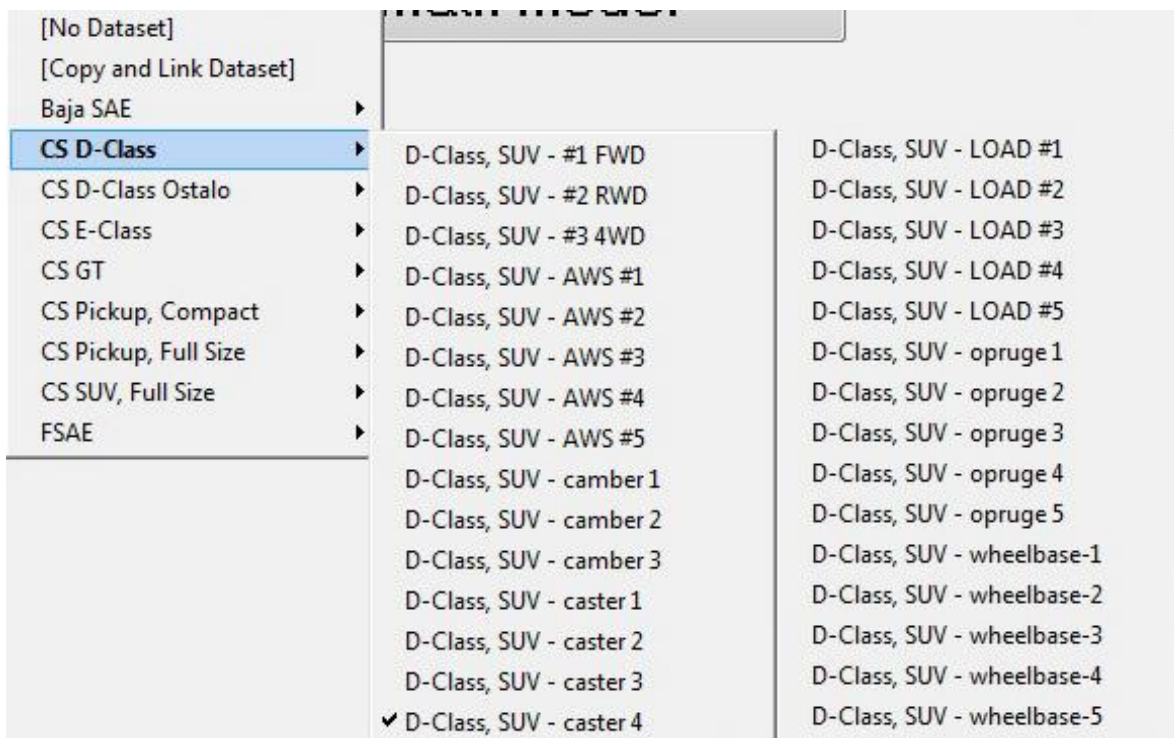 main model
[No Dataset]
[Copy and Link Dataset]
Baja SAE
CS D-Class
CS D-Class Ostalo
CS E-Class
CS GT
CS Pickup, Compact
CS Pickup, Full Size
CS SUV, Full Size
FSAE
D-Class, SUV - #1 FWD
D-Class, SUV - #2 RWD
D-Class, SUV - #3 4WD
D-Class, SUV - AWS #1
D-Class, SUV - AWS #2
D-Class, SUV - AWS #3
D-Class, SUV - AWS #4
D-Class, SUV - AWS #5
D-Class, SUV - camber 1
D-Class, SUV - camber 2
D-Class, SUV - camber 3
D-Class, SUV - caster 1
D-Class, SUV - caster 2
D-Class, SUV - caster 3
D-Class, SUV - caster 4
D-Class, SUV - LOAD #1
D-Class, SUV - LOAD #2
D-Class, SUV - LOAD #3
D-Class, SUV - LOAD #4
D-Class, SUV - LOAD #5
D-Class, SUV - opruge 1
D-Class, SUV - opruge 2
D-Class, SUV - opruge 3
D-Class, SUV - opruge 4
D-Class, SUV - opruge 5
D-Class, SUV - wheelbase-1
D-Class, SUV - wheelbase-2
D-Class, SUV - wheelbase-3
D-Class, SUV - wheelbase-4
D-Class, SUV - wheelbase-5